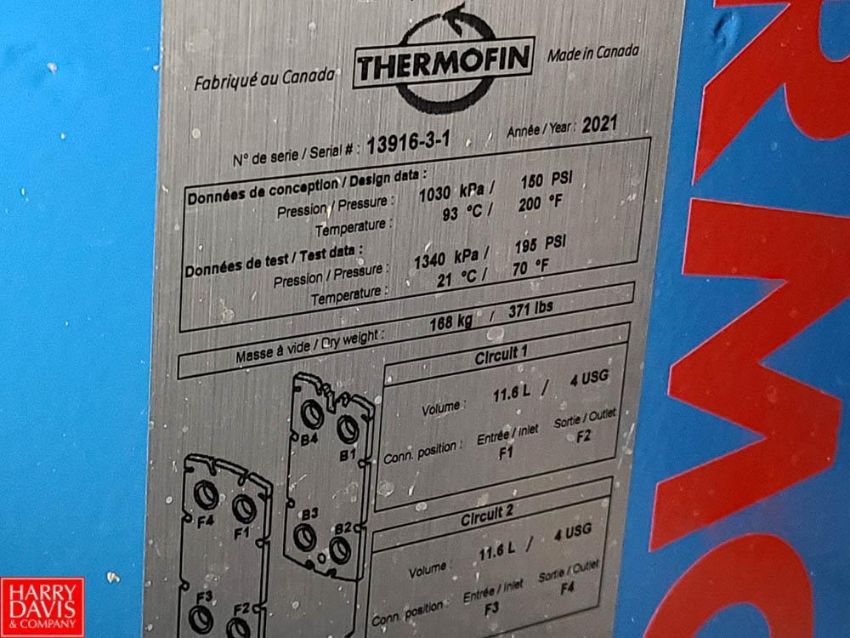 Fabriqué au Canada THERMOFIN Made in Canada
N° de serie / Serial # : 13916-3-1 Année / Year : 2021
Données de conception / Design data :
Pression / Pressure : 1030 kPa / 150 PSI
Temperature : 93 °C / 200 °F
Données de test / Test data :
Pression / Pressure : 1340 kPa / 195 PSI
Temperature : 21 °C / 70 °F
Masse à vide / Dry weight : 168 kg / 371 lbs
Circuit 1
Volume : 11.6 L / 4 USG
Conn. position : Entrée / Inlet Sortie / Outlet
F1 F2
Circuit 2
Volume : 11.6 L / 4 USG
Conn. position : Entrée / Inlet Sortie / Outlet
F3 F4
B4 B1
B3 B2
F4 F1
F3 F2
RMO
HARRY
DAVIS
& COMPANY